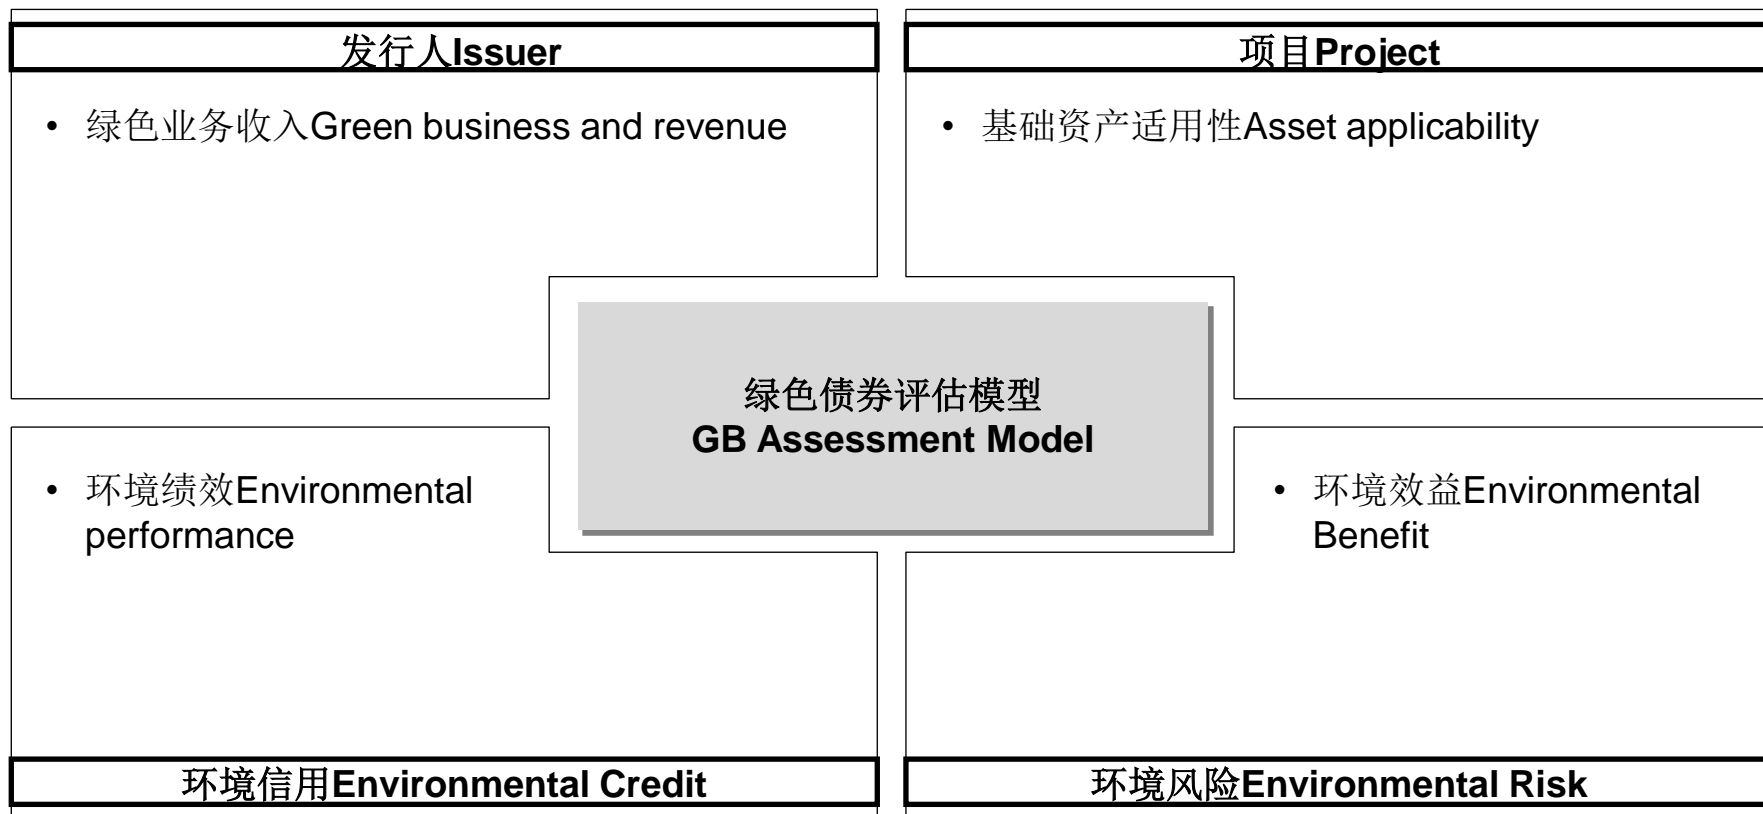 发行人Issuer
项目Project
• 绿色业务收入Green business and revenue
• 基础资产适用性Asset applicability
绿色债券评估模型
GB Assessment Model
• 环境绩效Environmental
performance
• 环境效益Environmental
Benefit
环境信用Environmental Credit
环境风险Environmental Risk